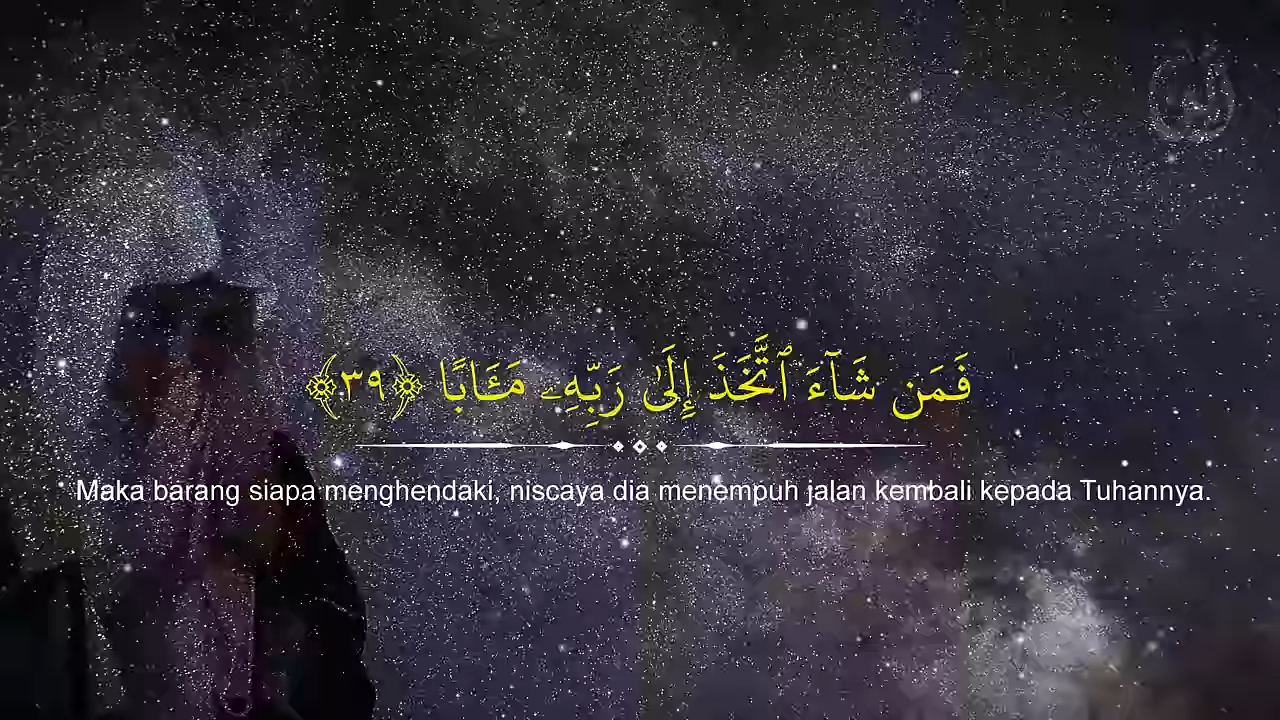 فَمَن شَآءَ ٱتَّخَذَ إِلَىٰ رَبِّهِۦ مَـَٔابًا ﴿٣٩﴾
Maka barang siapa menghendaki, niscaya dia menempuh jalan kembali kepada Tuhannya.